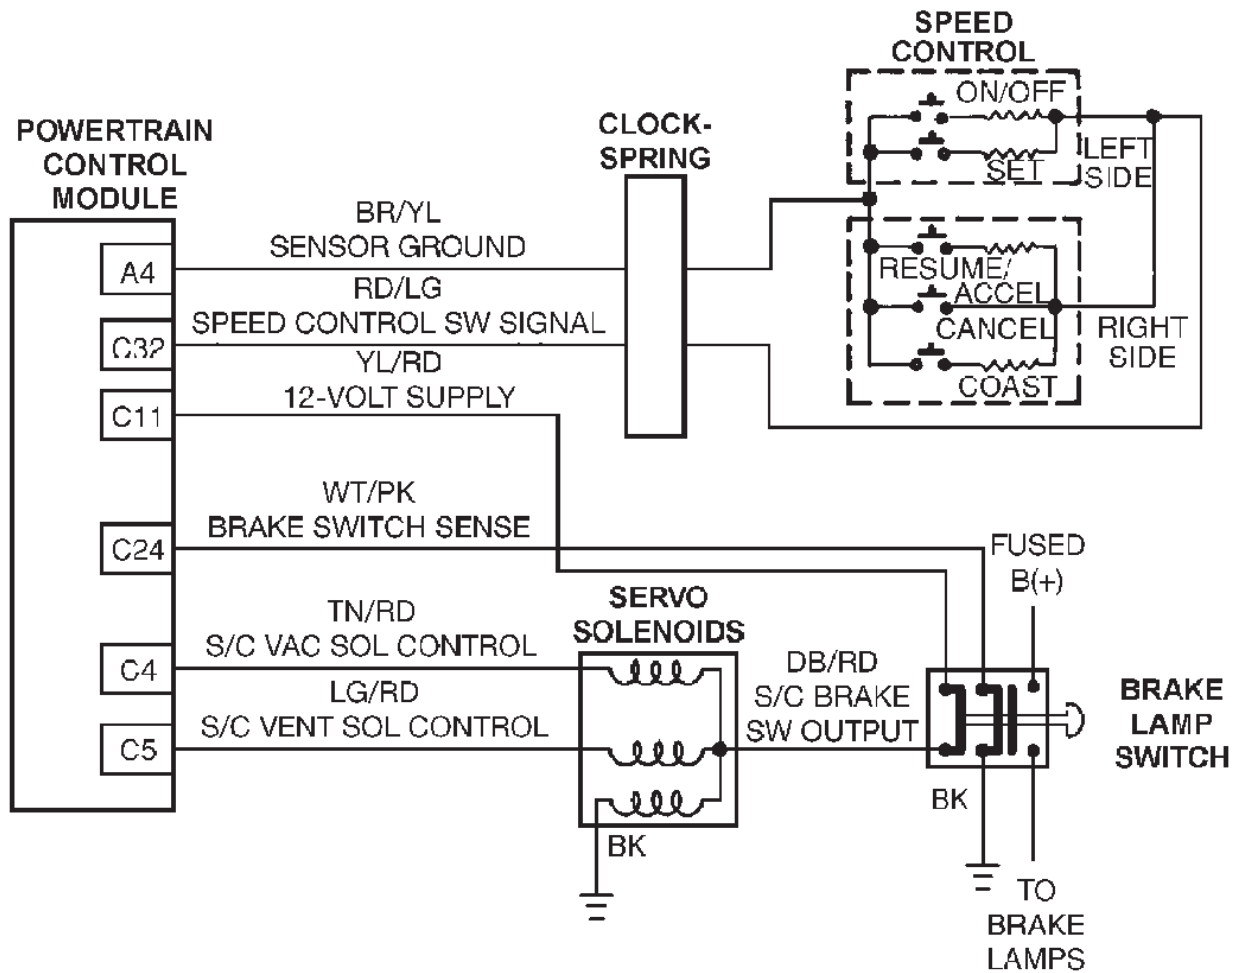 SPEED
CONTROL
ON/OFF
SET
LEFT
SIDE
RESUME/
ACCEL
CANCEL
COAST
RIGHT
SIDE
CLOCK-
SPRING
POWERTRAIN
CONTROL
MODULE
A4
BR/YL
SENSOR GROUND
C32
RD/LG
SPEED CONTROL SW SIGNAL
C11
YL/RD
12-VOLT SUPPLY
C24
WT/PK
BRAKE SWITCH SENSE
C4
TN/RD
S/C VAC SOL CONTROL
C5
LG/RD
S/C VENT SOL CONTROL
SERVO
SOLENOIDS
BK
DB/RD
S/C BRAKE
SW OUTPUT
FUSED
B(+)
BRAKE
LAMP
SWITCH
BK
TO
BRAKE
LAMPS